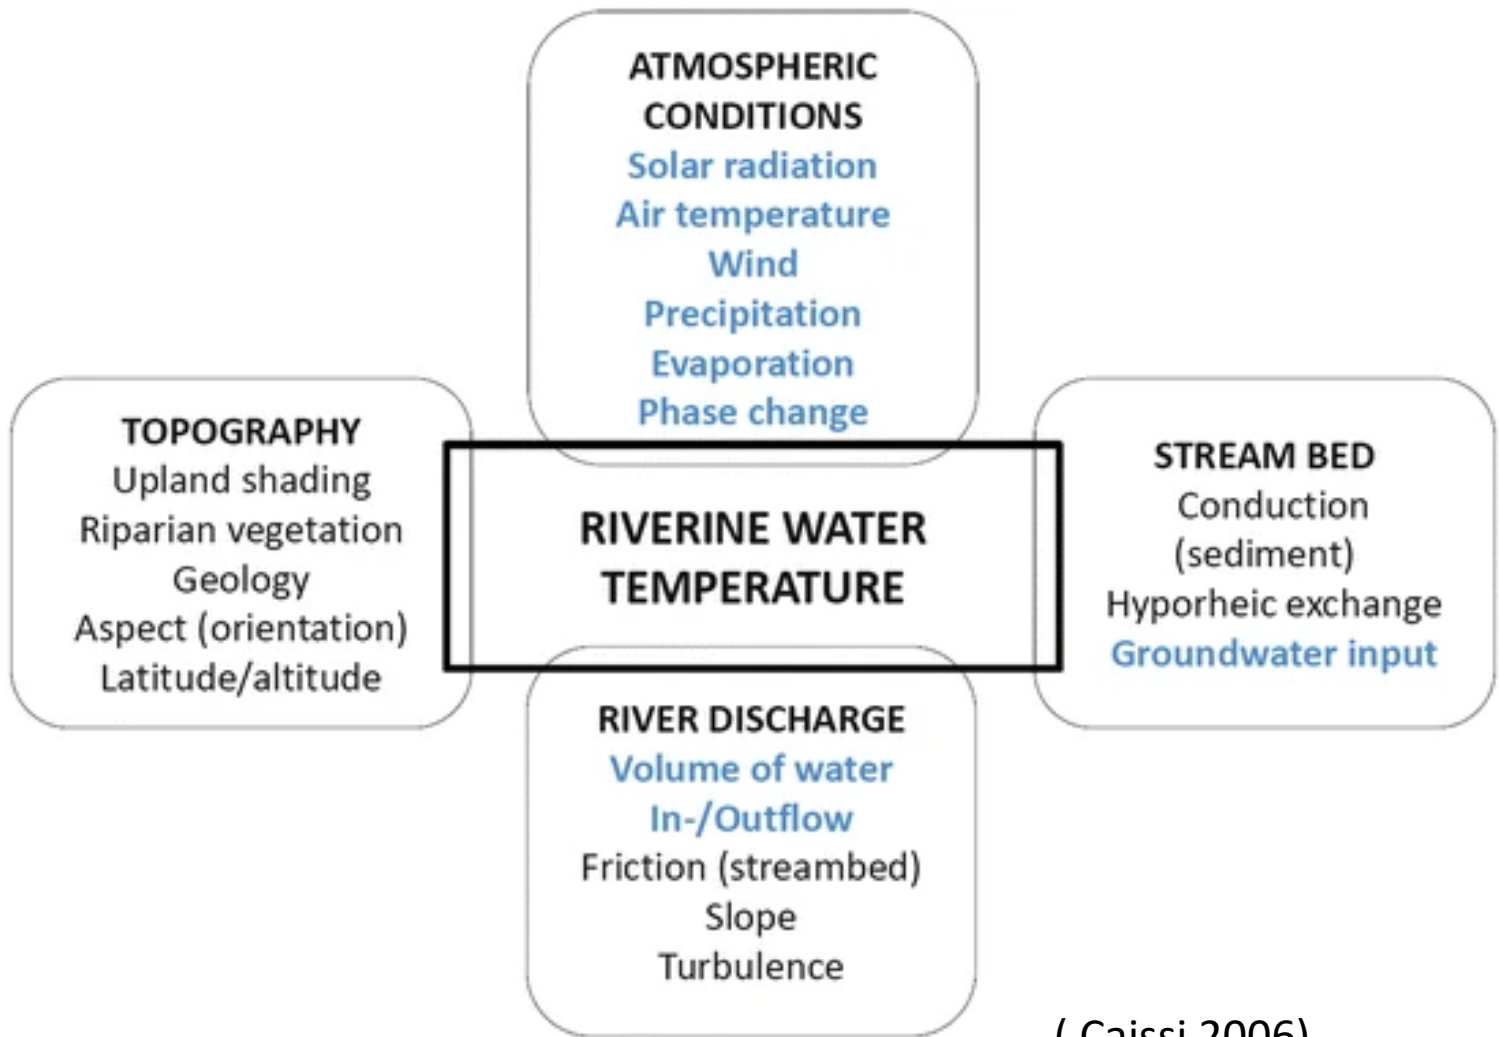 ATMOSPHERIC
CONDITIONS
Solar radiation
Air temperature
Wind
Precipitation
Evaporation
Phase change
TOPOGRAPHY
Upland shading
Riparian vegetation
Geology
Aspect (orientation)
Latitude/altitude
RIVERINE WATER
TEMPERATURE
STREAM BED
Conduction
(sediment)
Hyporheic exchange
Groundwater input
RIVER DISCHARGE
Volume of water
In-/Outflow
Friction (streambed)
Slope
Turbulence
( Caissi 2006)